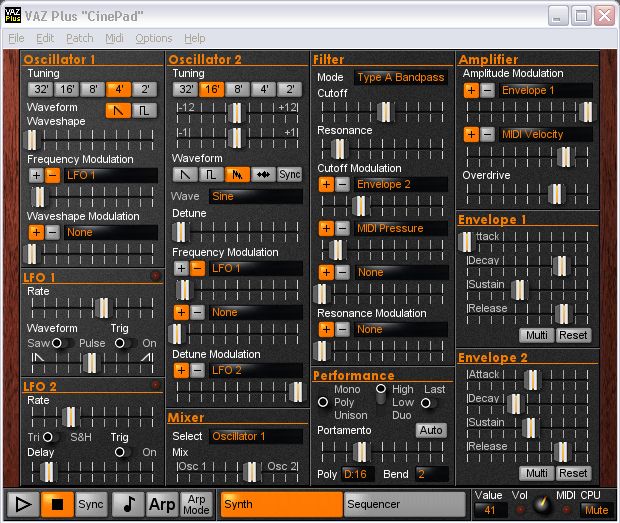 VAZ Plus "CinePad"
File Edit Patch Midi Options Help
Oscillator 1
Tuning
32' 16' 8' 4' 2'
Waveform
Waveshape
Frequency Modulation
+ − LFO 1
Waveshape Modulation
+ − None
LFO 1
Rate
Waveform Trig
Saw Pulse On
LFO 2
Rate
Tri S&H Trig
Delay On
Oscillator 2
Tuning
32' 16' 8' 4' 2'
|-12 +12|
|-1| +1|
Waveform
Sync
Wave Sine
Detune
Frequency Modulation
+ − LFO 1
+ − None
Detune Modulation
+ − LFO 2
Mixer
Select Oscillator 1
Mix
|Osc 1 Osc 2|
Filter
Mode Type A Bandpass
Cutoff
Resonance
Cutoff Modulation
+ − Envelope 2
+ − MIDI Pressure
+ − None
Resonance Modulation
+ − None
Performance
Mono High Last
Poly Low On
Unison Duo
Portamento Auto
Poly D:16 Bend 2
Amplifier
Amplitude Modulation
+ − Envelope 1
+ − MIDI Velocity
Overdrive
Envelope 1
ttack|
|Decay|
|Sustain|
|Release
Multi Reset
Envelope 2
|Attack|
|Decay
|Sustain|
|Release
Multi Reset
Sync Arp Arp Mode Synth Sequencer
Value Vol MIDI CPU
41 Mute